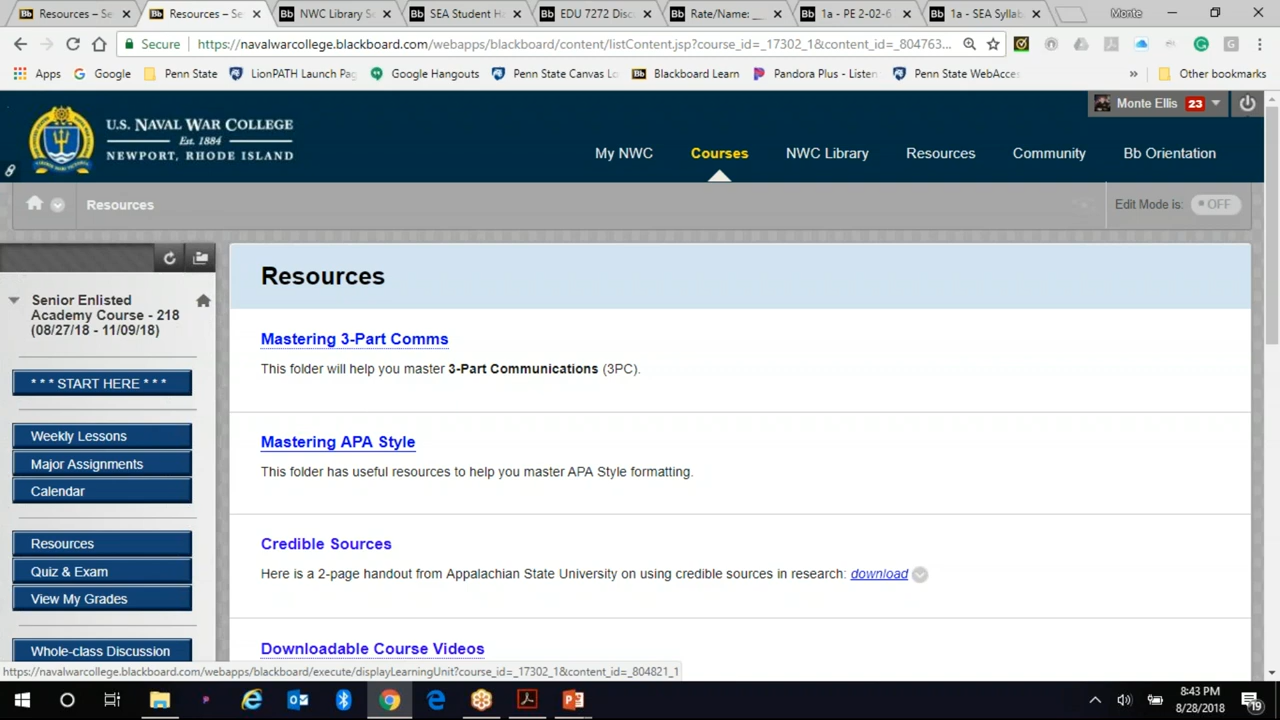 Resources – Se
Resources – Se
NWC Library S
SEA Student H
EDU 7272 Disc
Rate/Name: ___
1a - PE 2-02-6
1a - SEA Syllab
Monte
Secure
https://navalwarcollege.blackboard.com/webapps/blackboard/content/listContent.jsp?course_id=_17302_1&content_id=_804763...
Apps
Google
Penn State
LionPATH Launch Pag
Google Hangouts
Penn State Canvas Lo
Blackboard Learn
Pandora Plus - Listen
Penn State WebAcce
»
Other bookmarks
Monte Ellis 23
U.S. NAVAL WAR COLLEGE
Est. 1884
NEWPORT, RHODE ISLAND
My NWC
Courses
NWC Library
Resources
Community
Bb Orientation
Resources
Edit Mode is:
OFF
Senior Enlisted
Academy Course - 218
(08/27/18 - 11/09/18)
* * * START HERE * * *
Weekly Lessons
Major Assignments
Calendar
Resources
Quiz & Exam
View My Grades
Whole-class Discussion
Resources
Mastering 3-Part Comms
This folder will help you master 3-Part Communications (3PC).
Mastering APA Style
This folder has useful resources to help you master APA Style formatting.
Credible Sources
Here is a 2-page handout from Appalachian State University on using credible sources in research: download
Downloadable Course Videos
https://navalwarcollege.blackboard.com/webapps/blackboard/execute/displayLearningUnit?course_id=_17302_1&content_id=_804821_1
8:43 PM
8/28/2018
19